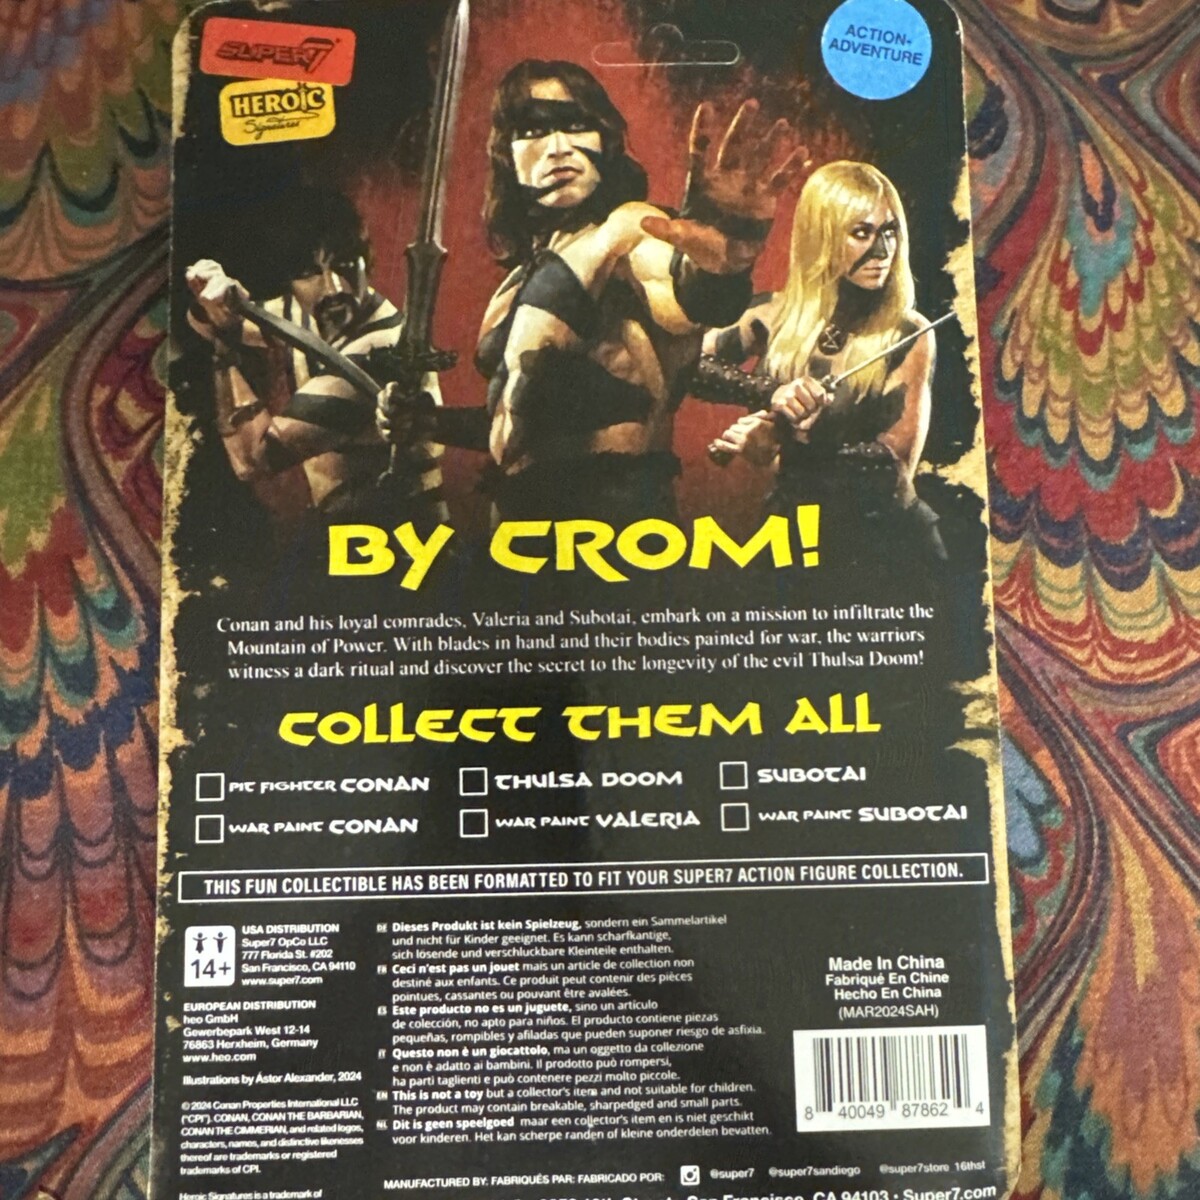 SUPER7
HEROIC
Signatures
ACTION-
ADVENTURE
BY CROM!
Conan and his loyal comrades, Valeria and Subotai, embark on a mission to infiltrate the
Mountain of Power. With blades in hand and their bodies painted for war, the warriors
witness a dark ritual and discover the secret to the longevity of the evil Thulsa Doom!
COLLECT THEM ALL
PIT FIGHTER CONAN
THULSA DOOM
SUBOTAI
WAR PAINT CONAN
WAR PAINT VALERIA
WAR PAINT SUBOTAI
THIS FUN COLLECTIBLE HAS BEEN FORMATTED TO FIT YOUR SUPER7 ACTION FIGURE COLLECTION.
14+
USA DISTRIBUTION
Super7 OpCo LLC
777 Florida St. #202
San Francisco, CA 94110
www.super7.com
EUROPEAN DISTRIBUTION
heo GmbH
Gewerbepark West 12-14
76863 Herxheim, Germany
www.heo.com
Illustrations by Ástor Alexander, 2024
© 2024 Conan Properties International LLC
("CPI"). CONAN, CONAN THE BARBARIAN,
CONAN THE CIMMERIAN, and related logos,
characters, names, and distinctive likenesses
thereof are trademarks or registered
trademarks of CPI.
Heroic Signatures is a trademark of
DE Dieses Produkt ist kein Spielzeug, sondern ein Sammelartikel
und nicht für Kinder geeignet. Es kann scharfkantige,
sich lösende und verschluckbare Kleinteile enthalten.
FR Ceci n'est pas un jouet mais un article de collection non
destiné aux enfants. Ce produit peut contenir des pièces
pointues, cassantes ou pouvant être avalées.
ES Este producto no es un juguete, sino un artículo
de colección, no apto para niños. El producto contiene piezas
pequeñas, rompibles y afiladas que pueden suponer riesgo de asfixia.
IT Questo non è un giocattolo, ma un oggetto da collezione
e non è adatto ai bambini. Il prodotto può rompersi,
ha parti taglienti e può contenere pezzi molto piccole.
EN This is not a toy but a collector's item and not suitable for children.
The product may contain breakable, sharpedged and small parts.
NL Dit is geen speelgoed maar een collector's item en is niet geschikt
voor kinderen. Het kan scherpe randen of kleine onderdelen bevatten.
Made In China
Fabriqué En Chine
Hecho En China
(MAR2024SAH)
8 40049 87862 4
MANUFACTURED BY: FABRIQUÉS PAR: FABRICADO POR:
@super7 @super7sandiego @super7store_16thst
San Francisco, CA 94103 • Super7.com